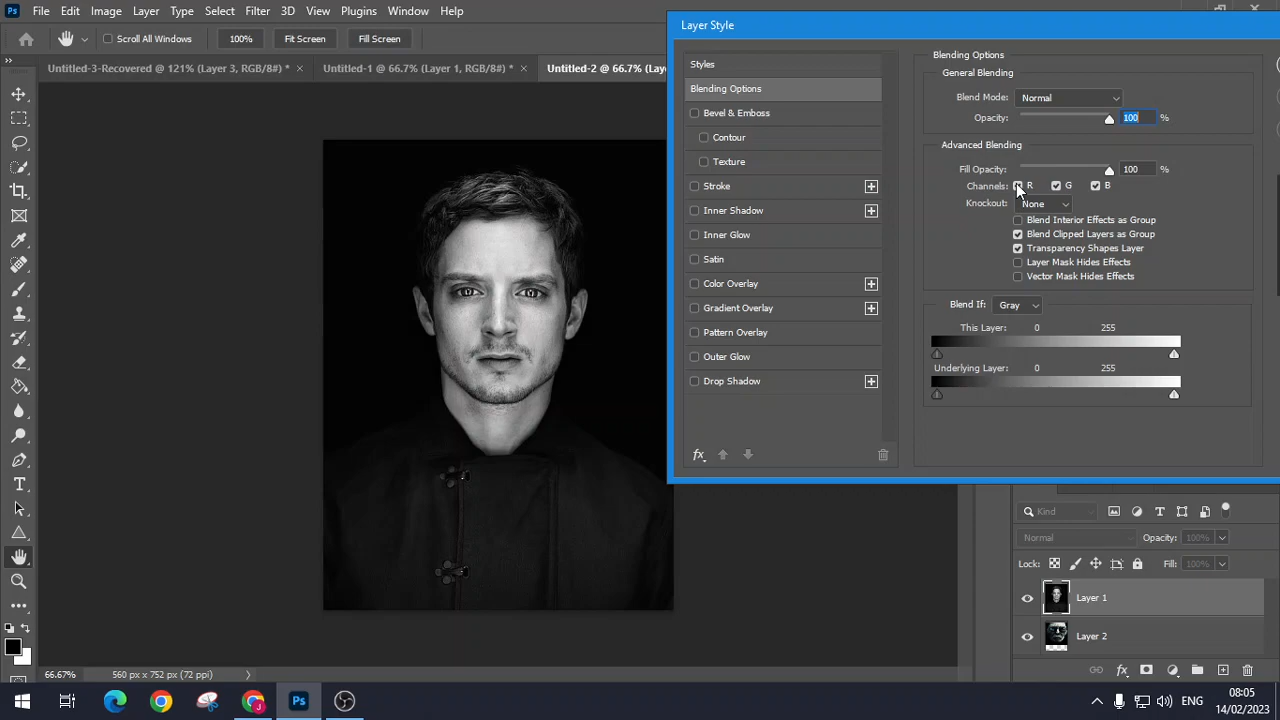 File Edit Image Layer Type Select Filter 3D View Plugins Window Help
Scroll All Windows 100% Fit Screen Fill Screen
Untitled-3-Recovered @ 121% (Layer 3, RGB/8#) * × Untitled-1 @ 66.7% (Layer 1, RGB/8#) * × Untitled-2 @ 66.7% (Laye
Layer Style
Styles
Blending Options
Bevel & Emboss
Contour
Texture
Stroke
Inner Shadow
Inner Glow
Satin
Color Overlay
Gradient Overlay
Pattern Overlay
Outer Glow
Drop Shadow
fx
Blending Options
General Blending
Blend Mode: Normal
Opacity: 100 %
Advanced Blending
Fill Opacity: 100 %
Channels: R G B
Knockout: None
Blend Interior Effects as Group
Blend Clipped Layers as Group
Transparency Shapes Layer
Layer Mask Hides Effects
Vector Mask Hides Effects
Blend If: Gray
This Layer: 0 255
Underlying Layer: 0 255
Kind
Normal Opacity: 100%
Lock: Fill: 100%
Layer 1
Layer 2
fx
66.67% 560 px x 752 px (72 ppi)
Ps
ENG
08:05
14/02/2023